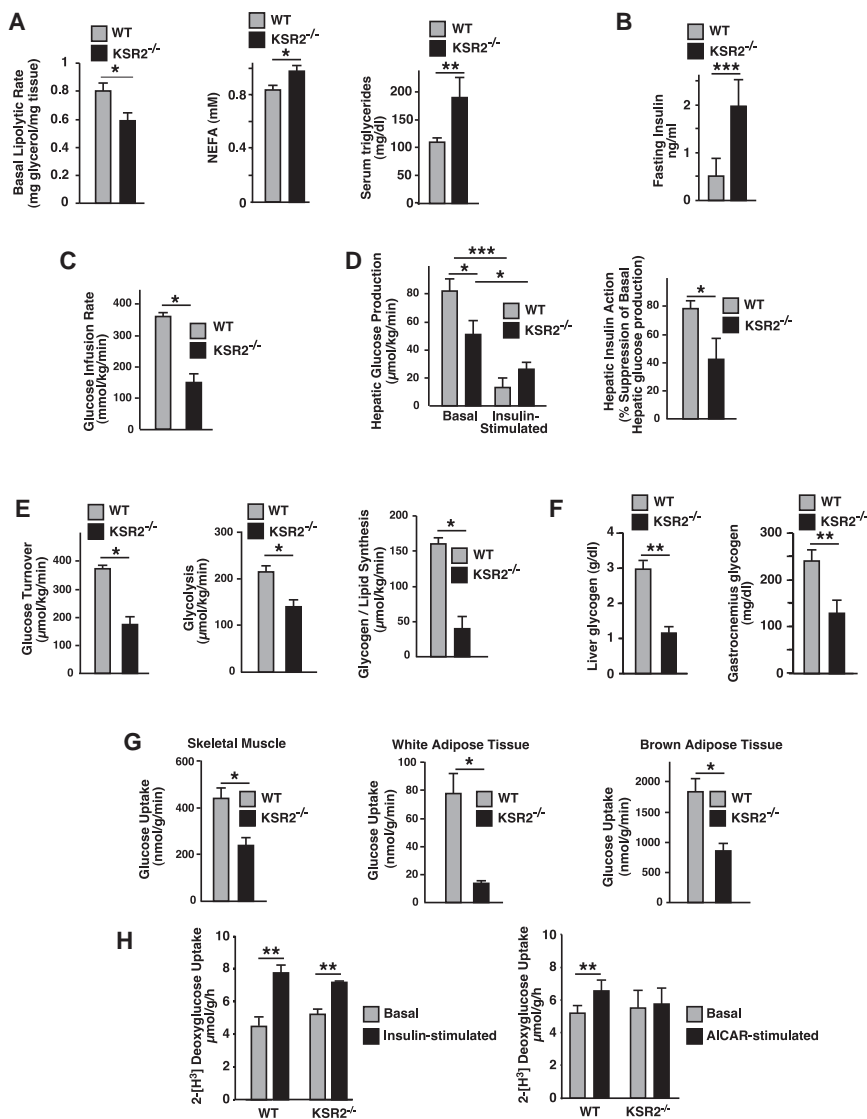 A
WT
KSR2-/-
Basal Lipolytic Rate
(mg glycerol/mg tissue)
1
0.8
0.6
0.4
0.2
0
*
WT
KSR2-/-
NEFA (mM)
0.8
0.4
0
*
WT
KSR2-/-
Serum triglycerides
(mg/dl)
200
150
100
50
0
**
B
WT
KSR2-/-
Fasting Insulin
ng/ml
2
1
0
***
C
Glucose Infusion Rate
(mmol/kg/min)
400
300
200
100
0
*
WT
KSR2-/-
D
Hepatic Glucose Production
(µmol/kg/min)
80
60
40
20
0
***
*
*
WT
KSR2-/-
Basal
Insulin-
Stimulated
Hepatic Insulin Action
(% Suppression of Basal
Hepatic glucose production)
80
60
40
80
0
*
WT
KSR2-/-
E
WT
KSR2-/-
Glucose Turnover
(µmol/kg/min)
400
300
200
100
0
*
WT
KSR2-/-
Glycolysis
(µmol/kg/min)
200
100
0
*
Glycogen / Lipid Synthesis
(µmol/kg/min)
150
100
50
0
*
WT
KSR2-/-
F
WT
KSR2-/-
Liver glycogen (g/dl)
4
3
2
1
0
**
WT
KSR2-/-
Gastrocnemius glycogen
(mg/dl)
300
200
100
0
**
G
Skeletal Muscle
Glucose Uptake
(nmol/g/min)
600
400
200
0
*
WT
KSR2-/-
White Adipose Tissue
Glucose Uptake
(nmol/g/min)
100
80
60
40
20
0
*
WT
KSR2-/-
Brown Adipose Tissue
Glucose Uptake
(nmol/g/min)
2000
1500
1000
500
0
*
WT
KSR2-/-
H
2-[H³] Deoxyglucose Uptake
µmol/g/h
10
8
6
4
2
0
**
**
Basal
Insulin-stimulated
WT
KSR2-/-
2-[H³] Deoxyglucose Uptake
µmol/g/h
10
8
6
4
2
0
**
Basal
AICAR-stimulated
WT
KSR2-/-